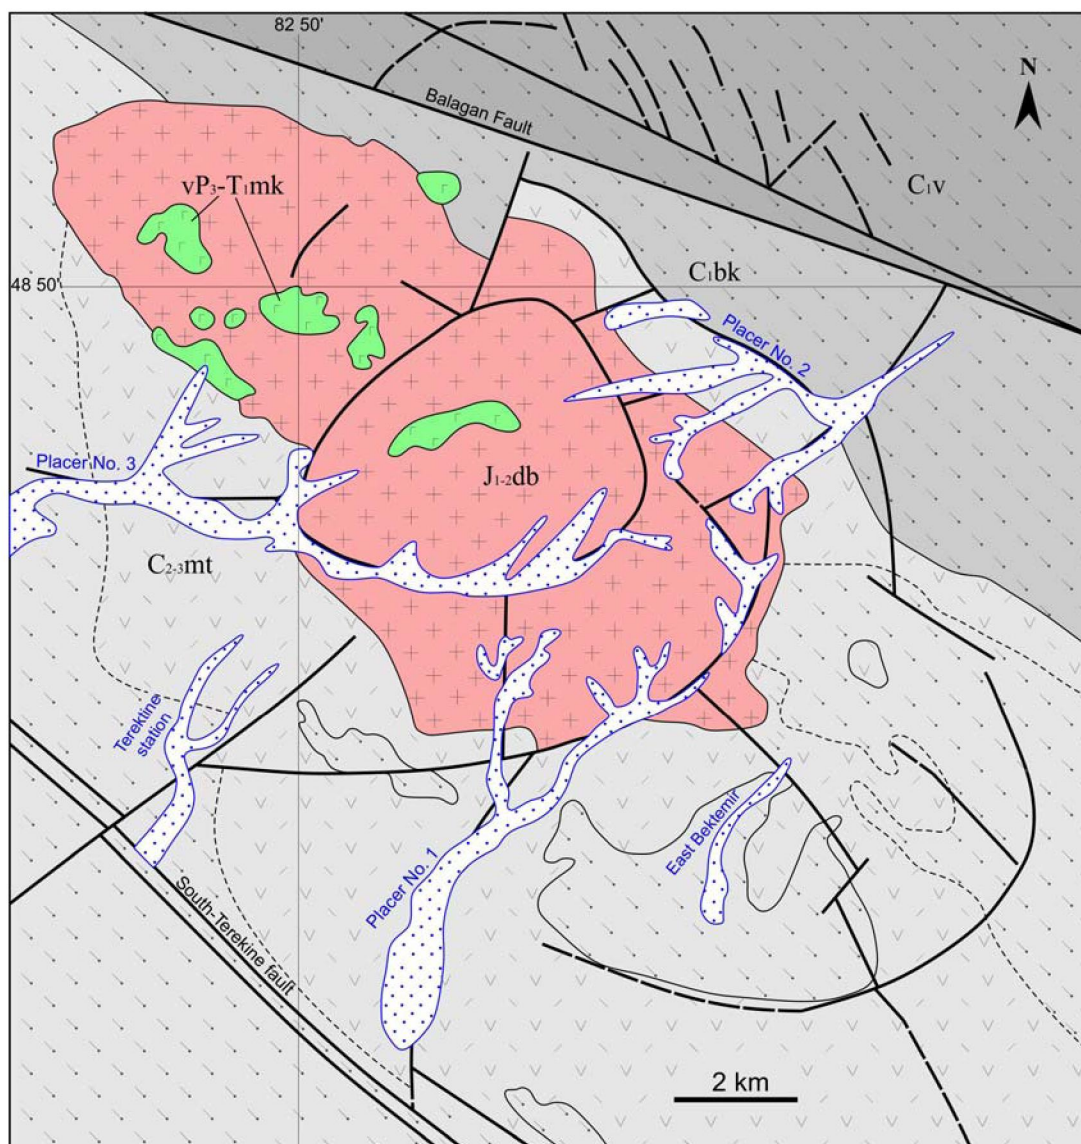 82 50'
N
Balagan Fault
vP₃-T₁mk
C₁v
C₁bk
48 50'
Placer No. 2
J₁₋₂db
Placer No. 3
C₂₋₃mt
Terektine
station
East Bektemir
Placer No. 1
South-Terekine fault
2 km